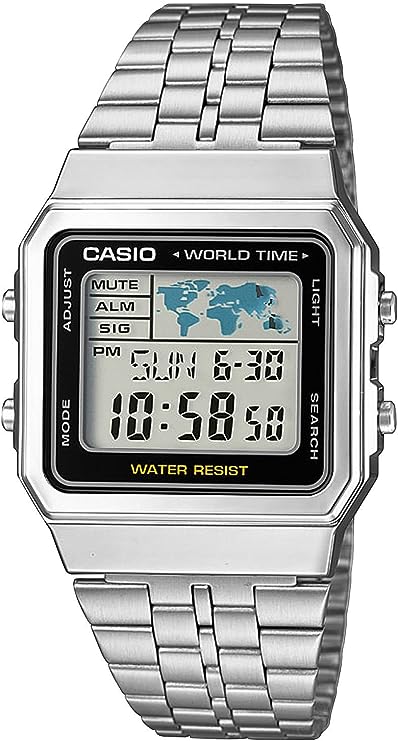 CASIO ◄ WORLD TIME ►
ADJUST
LIGHT
MUTE
ALM
SIG
PM
SUN 6-30
10:58 50
MODE
SEARCH
WATER RESIST